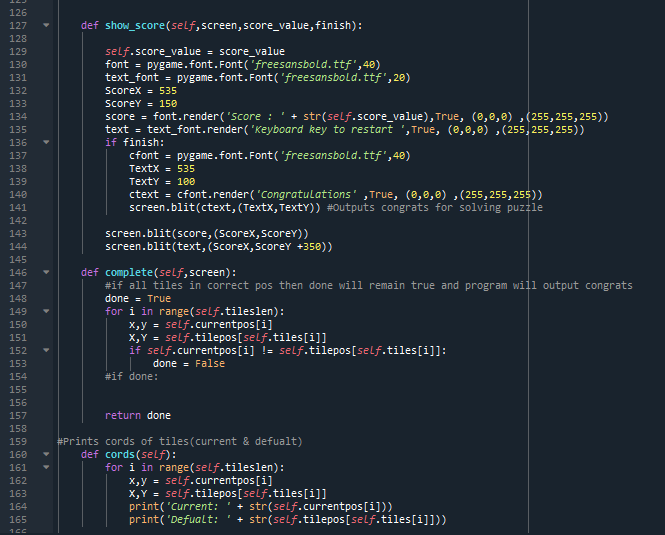 126
127 def show_score(self,screen,score_value,finish):
128
129 self.score_value = score_value
130 font = pygame.font.Font('freesansbold.ttf',40)
131 text_font = pygame.font.Font('freesansbold.ttf',20)
132 ScoreX = 535
133 ScoreY = 150
134 score = font.render('Score : ' + str(self.score_value),True, (0,0,0) ,(255,255,255))
135 text = text_font.render('Keyboard key to restart ',True, (0,0,0) ,(255,255,255))
136 if finish:
137 cfont = pygame.font.Font('freesansbold.ttf',40)
138 TextX = 535
139 TextY = 100
140 ctext = cfont.render('Congratulations' ,True, (0,0,0) ,(255,255,255))
141 screen.blit(ctext,(TextX,TextY)) #Outputs congrats for solving puzzle
142
143 screen.blit(score,(ScoreX,ScoreY))
144 screen.blit(text,(ScoreX,ScoreY +350))
145
146 def complete(self,screen):
147 #if all tiles in correct pos then done will remain true and program will output congrats
148 done = True
149 for i in range(self.tileslen):
150 x,y = self.currentpos[i]
151 X,Y = self.tilepos[self.tiles[i]]
152 if self.currentpos[i] != self.tilepos[self.tiles[i]]:
153 done = False
154 #if done:
155
156
157 return done
158
159 #Prints cords of tiles(current & defualt)
160 def cords(self):
161 for i in range(self.tileslen):
162 x,y = self.currentpos[i]
163 X,Y = self.tilepos[self.tiles[i]]
164 print('Current: ' + str(self.currentpos[i]))
165 print('Defualt: ' + str(self.tilepos[self.tiles[i]]))